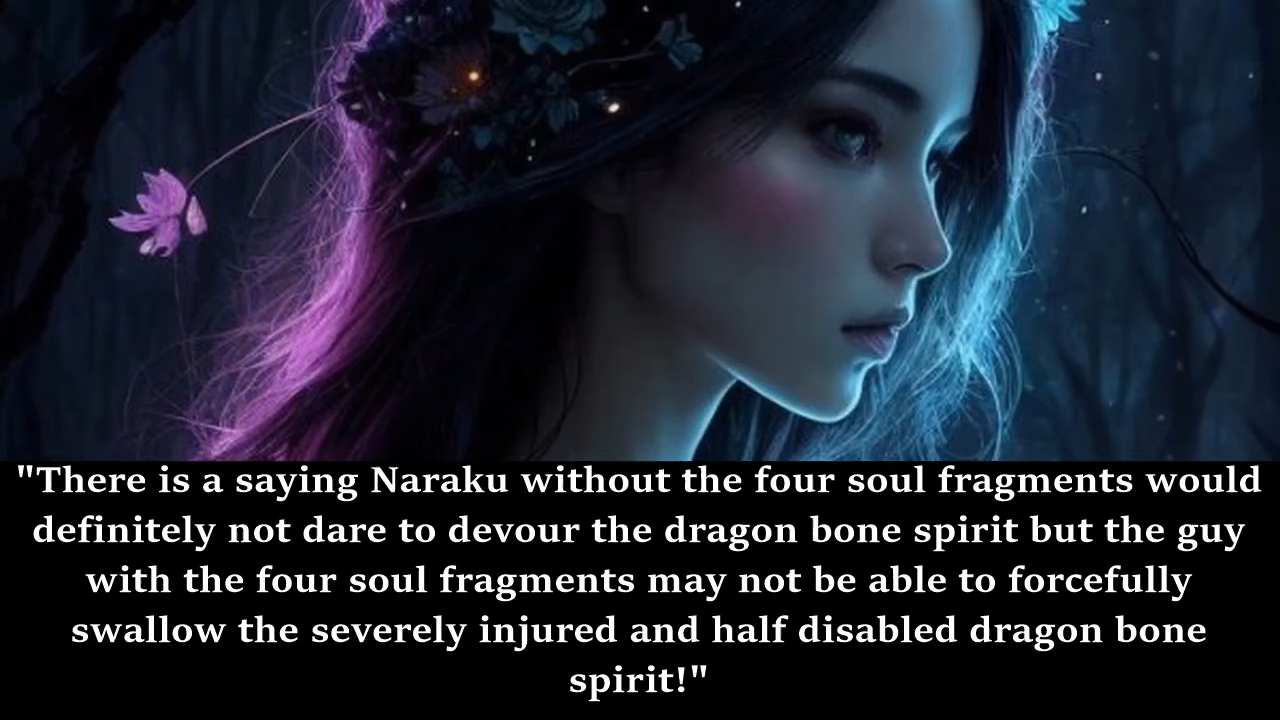 "There is a saying Naraku without the four soul fragments would
definitely not dare to devour the dragon bone spirit but the guy
with the four soul fragments may not be able to forcefully
swallow the severely injured and half disabled dragon bone
spirit!"